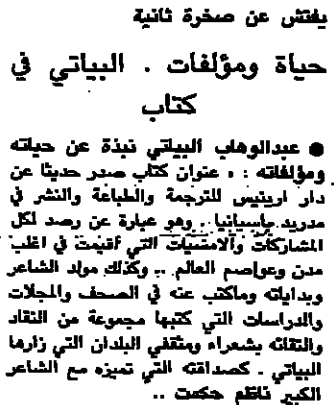 يفتش عن صخرة ثانية
حياة ومؤلفات . البياتي في
كتاب
● عبدالوهاب البياتي نبذة عن حياته
ومؤلفاته : ، عنوان كتاب صدر حديثا عن
دار اربنيس للترجمة والطباعة والنشر في
مدريد باسبانيا . وهو عبارة عن رصد لكل
المشاركات والامسيات التي أقيمت في اغلب
مدن وعواصم العالم .. وكذلك مولد الشاعر
وبداياته وماكتب عنه في الصحف والمجلات
والدراسات التي كتبها مجموعة من النقاد
والتقائه بشعراء ومثقفي البلدان التي زارها
البياتي . كصداقته التي تميزه مع الشاعر
الكبير ناظم حكمت ..